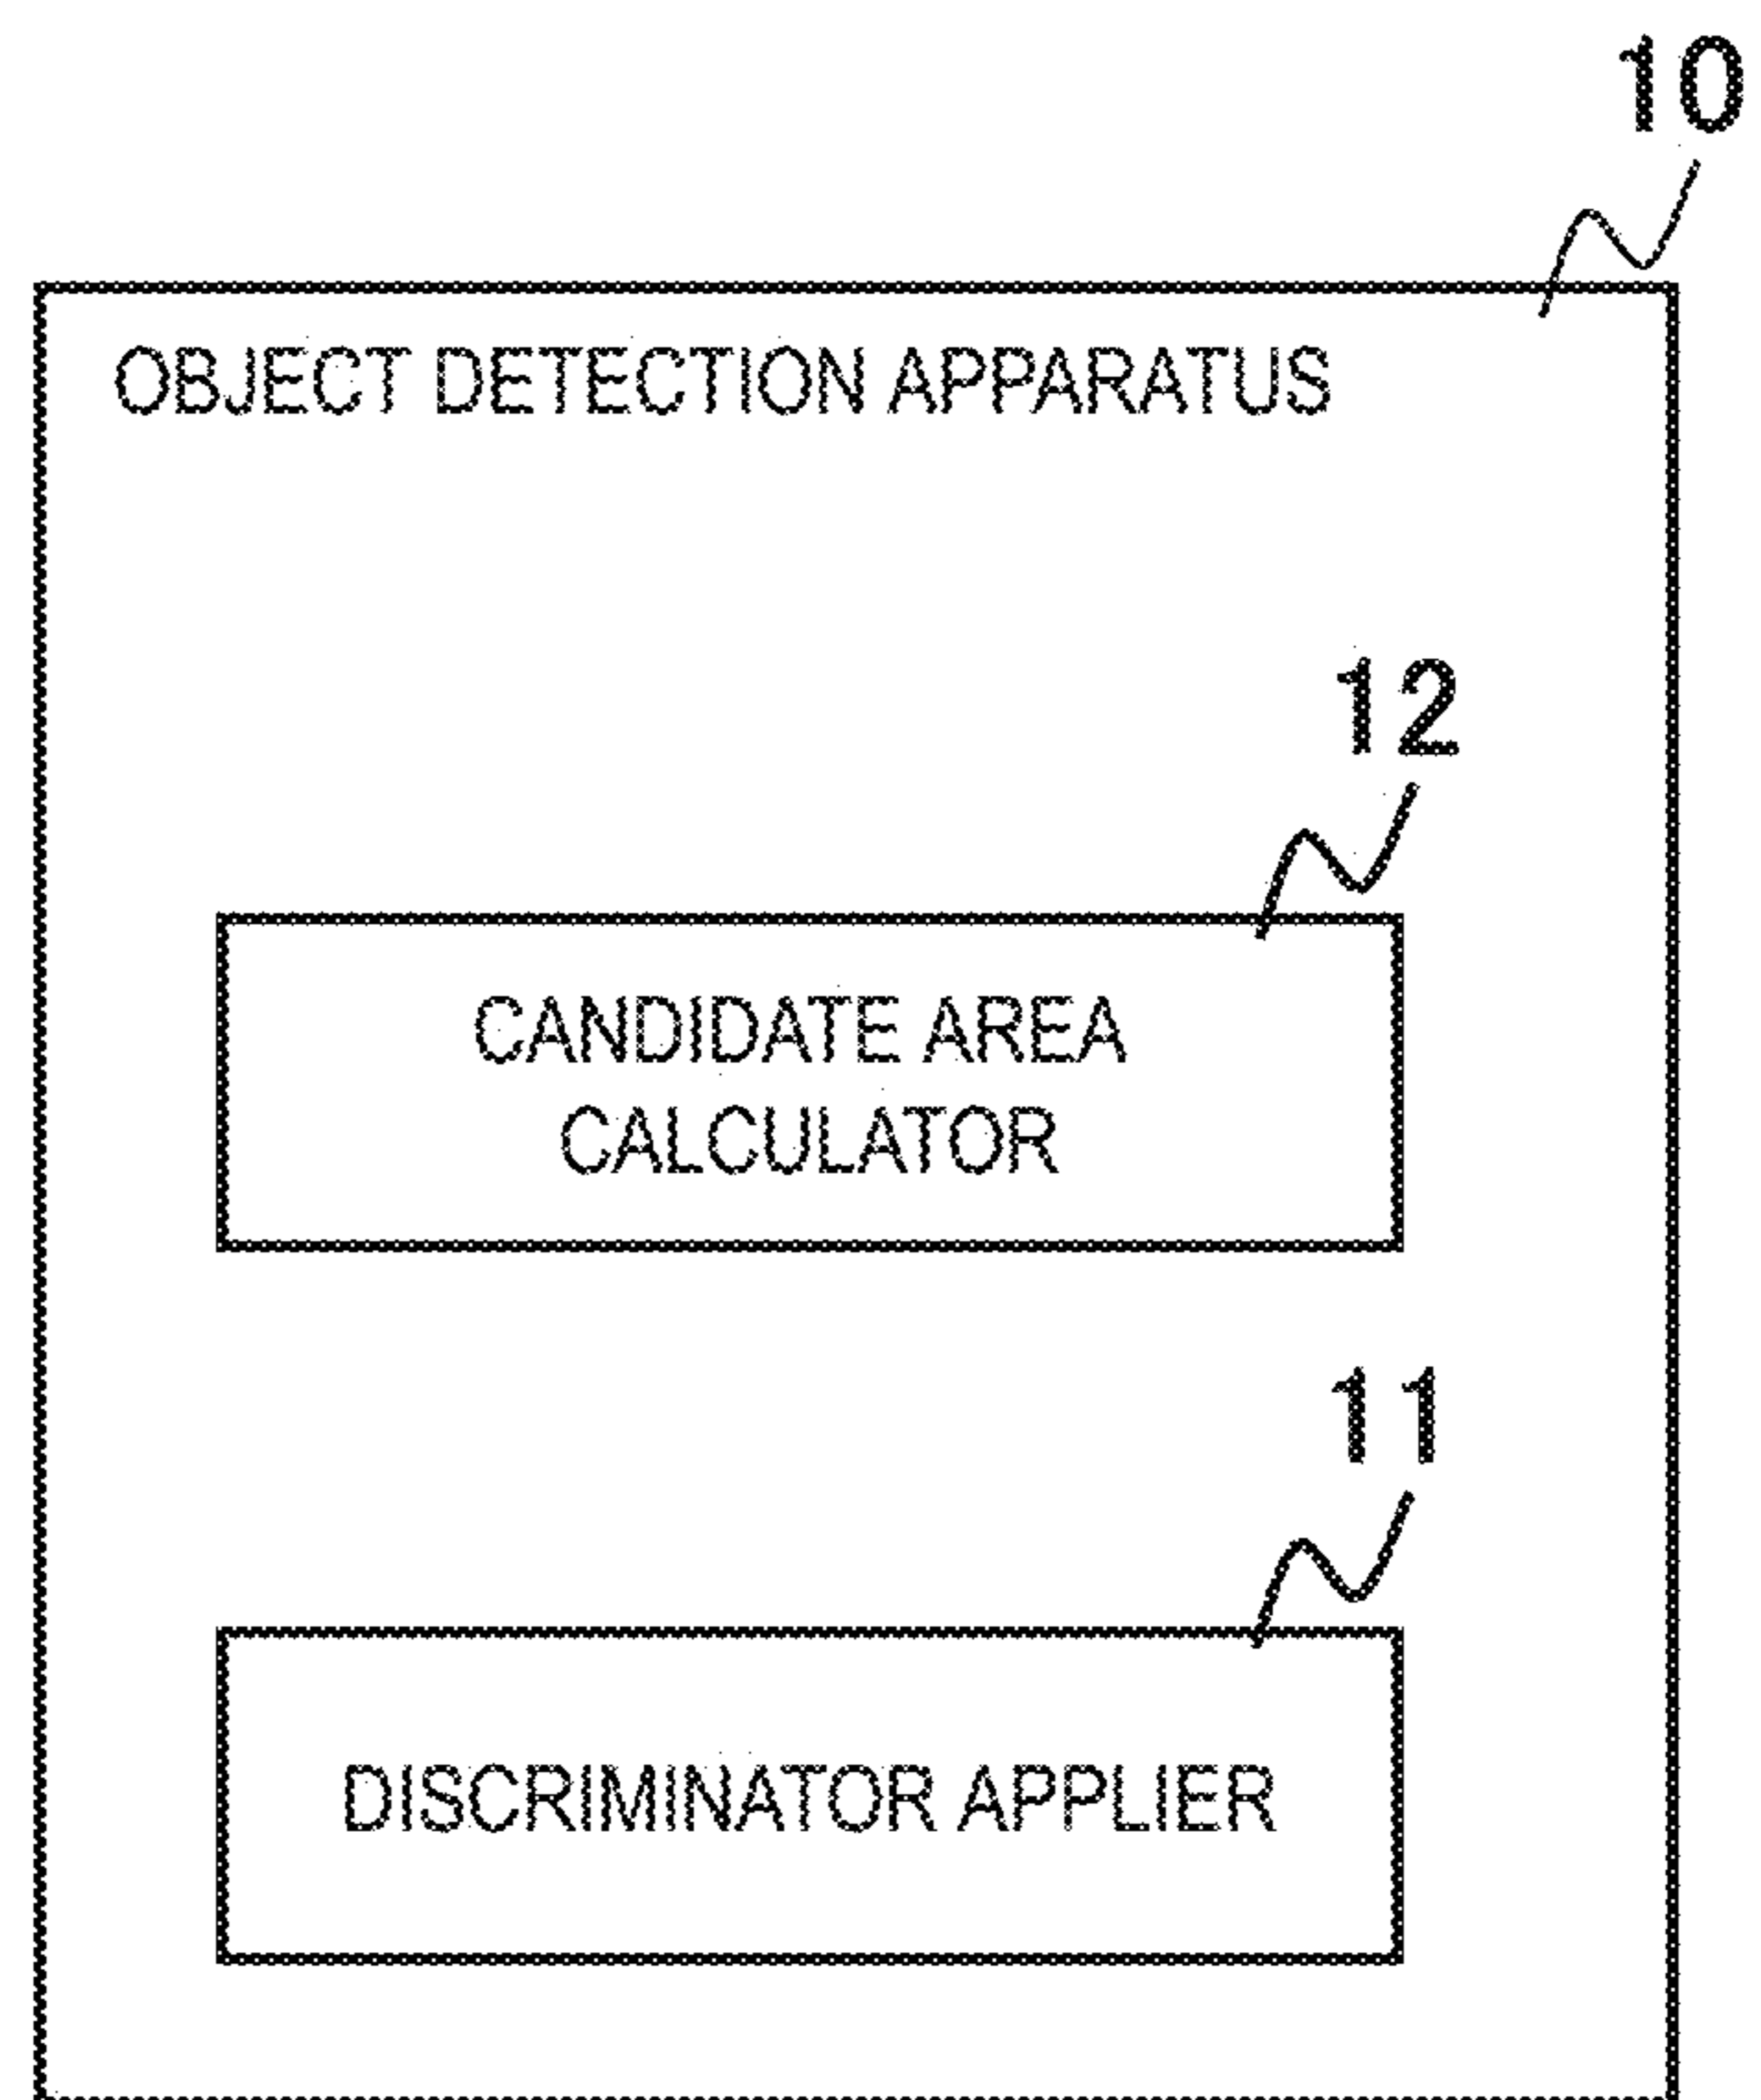 10
OBJECT DETECTION APPARATUS
12
CANDIDATE AREA
CALCULATOR
11
DISCRIMINATOR APPLIER